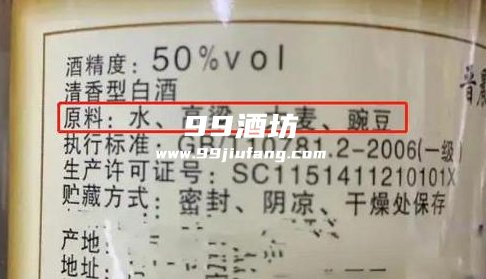 酒精度: 50%vol
清香型白酒
晋
原料: 水、高粱、大麦、豌豆
99酒坊
执行标准: 0781.2-2006(一级)
www.99jiufang.com
生产许可证号: SC1151411210101X
贮藏方式: 密封、阴凉、干燥处保存
产地: